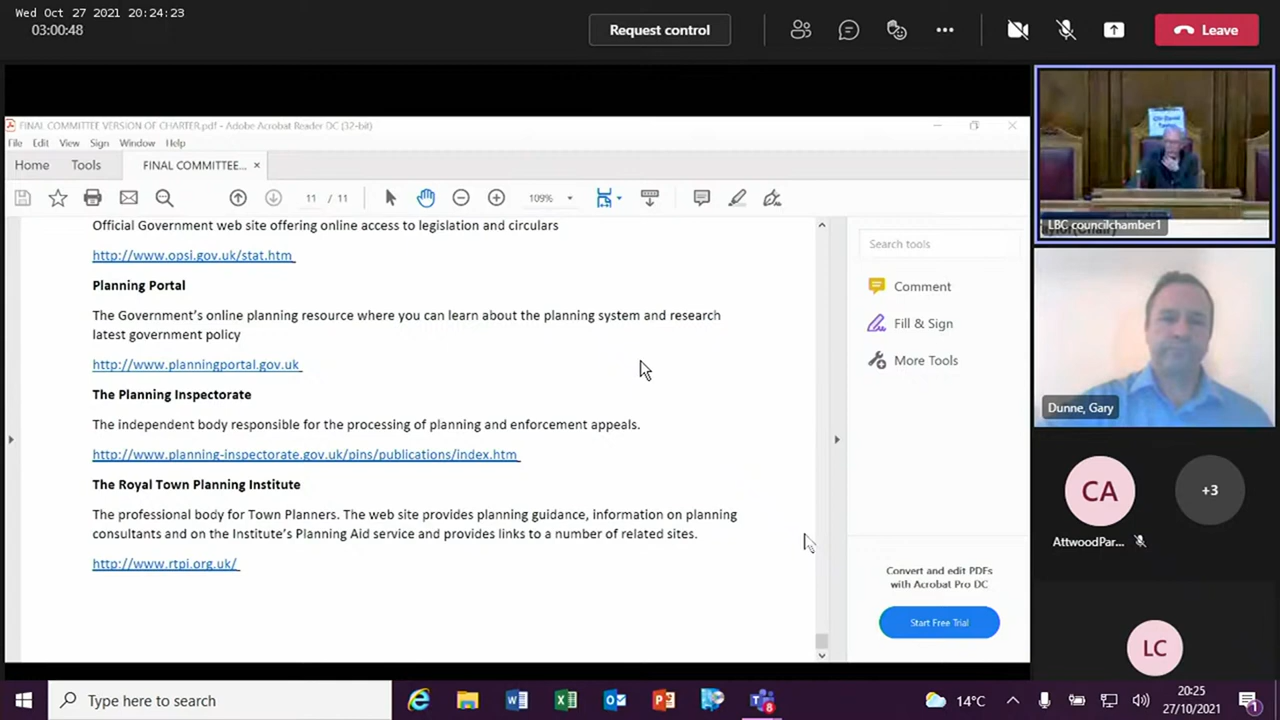 Wed Oct 27 2021 20:24:23
03:00:48
Request control
Leave
FINAL COMMITTEE VERSION OF CHARTER.pdf - Adobe Acrobat Reader DC (32-bit)
File Edit View Sign Window Help
Home Tools FINAL COMMITTEE... ×
11 / 11 109%
Official Government web site offering online access to legislation and circulars
http://www.opsi.gov.uk/stat.htm
Planning Portal
The Government's online planning resource where you can learn about the planning system and research
latest government policy
http://www.planningportal.gov.uk
The Planning Inspectorate
The independent body responsible for the processing of planning and enforcement appeals.
http://www.planning-inspectorate.gov.uk/pins/publications/index.htm
The Royal Town Planning Institute
The professional body for Town Planners. The web site provides planning guidance, information on planning
consultants and on the Institute's Planning Aid service and provides links to a number of related sites.
http://www.rtpi.org.uk/
Search tools
Comment
Fill & Sign
More Tools
Convert and edit PDFs
with Acrobat Pro DC
Start Free Trial
LBC councilchamber1
Dunne, Gary
CA
+3
AttwoodPar...
LC
Type here to search
14°C
20:25
27/10/2021